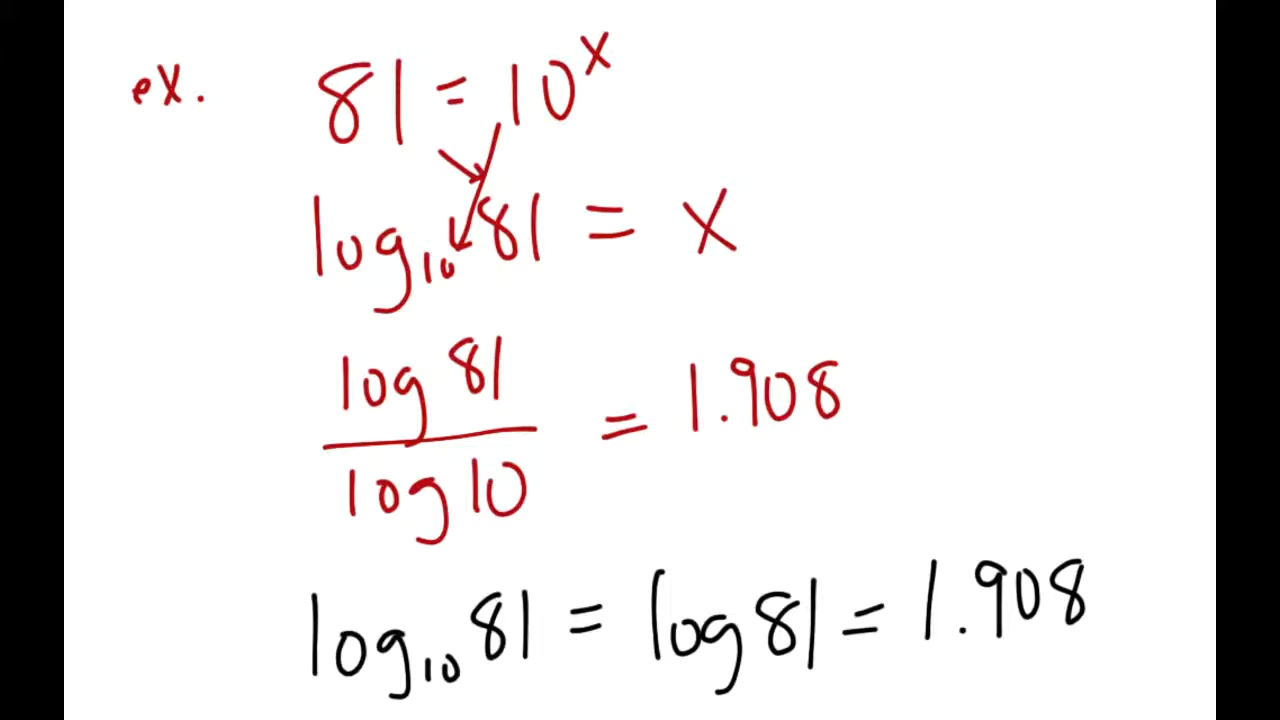 ex. 81 = 10^x
log₁₀ 81 = x
log 81 / log 10 = 1.908
log₁₀ 81 = log 81 = 1.908